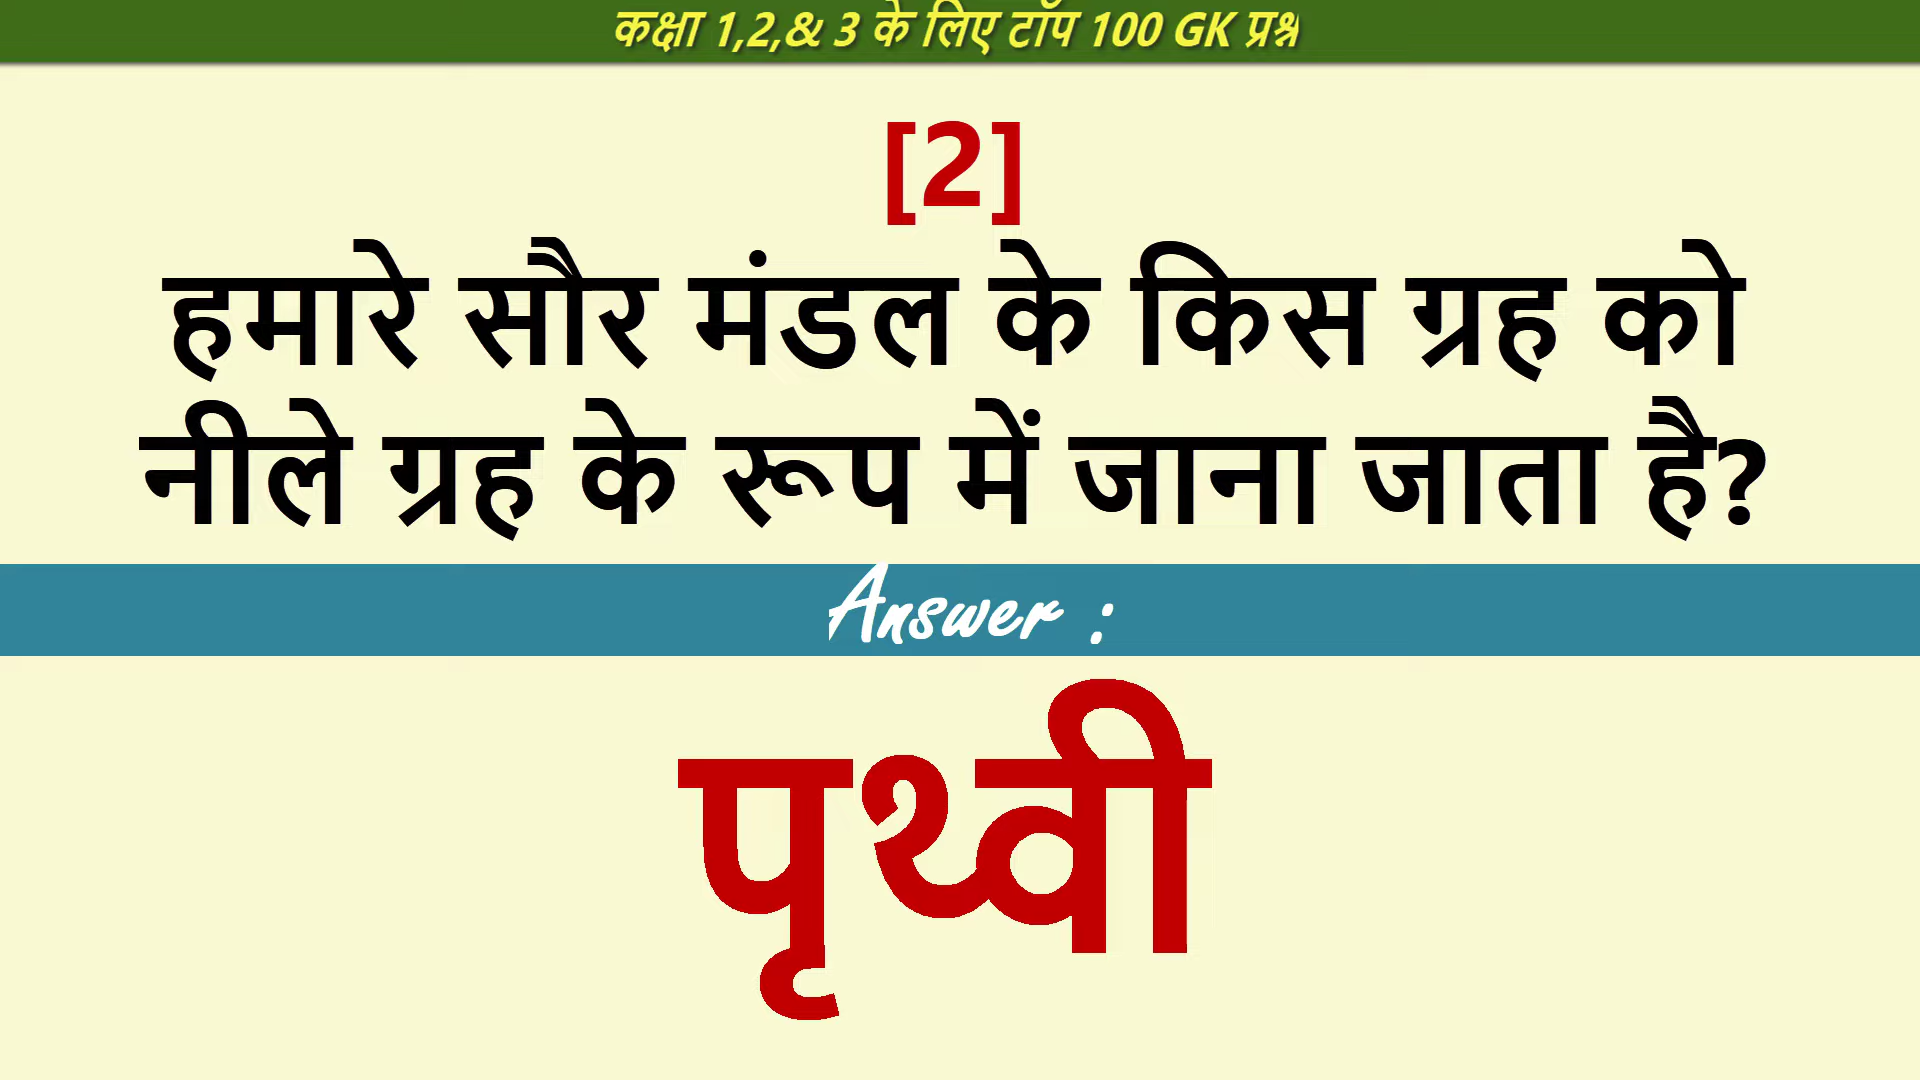 कक्षा 1,2,& 3 के लिए टॉप 100 GK प्रश्न
[2]
हमारे सौर मंडल के किस ग्रह को
नीले ग्रह के रूप में जाना जाता है?
Answer :
पृथ्वी